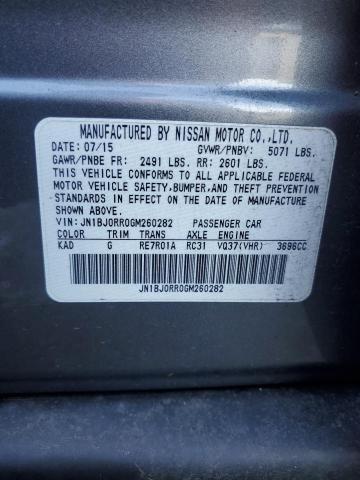 MANUFACTURED BY NISSAN MOTOR CO.,LTD.
DATE: 07/15 GVWR/PNBV: 5071 LBS.
GAWR/PNBE FR: 2491 LBS. RR: 2601 LBS.
THIS VEHICLE CONFORMS TO ALL APPLICABLE FEDERAL
MOTOR VEHICLE SAFETY,BUMPER,AND THEFT PREVENTION
STANDARDS IN EFFECT ON THE DATE OF MANUFACTURE
SHOWN ABOVE.
VIN: JN1BJ0RR0GM260282 PASSENGER CAR
COLOR TRIM TRANS AXLE ENGINE
KAD G RE7R01A RC31 VQ37(VHR) 3696CC
JN1BJ0RR0GM260282